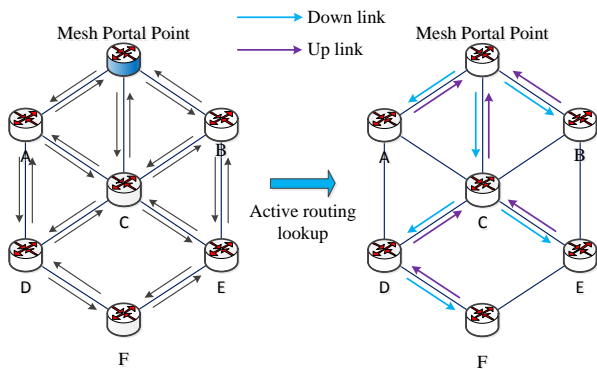 Down link
Mesh Portal Point
Mesh Portal Point
Up link
A
B
A
B
C
C
Active routing
lookup
D
E
D
E
F
F